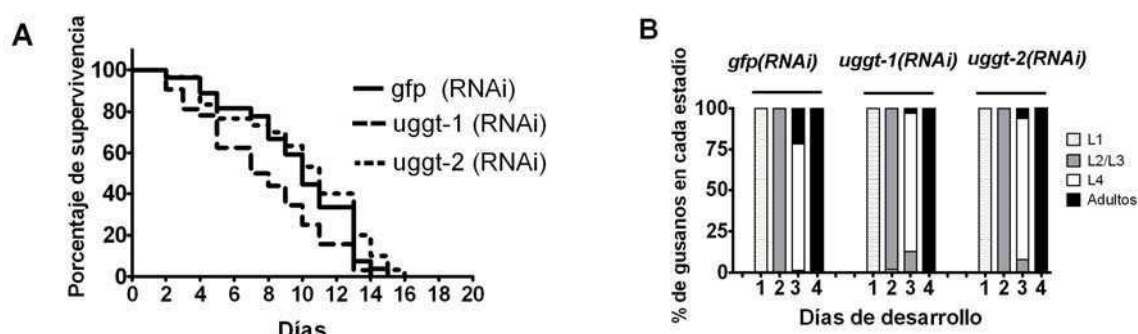 A
Porcentaje de supervivencia
100
80
60
40
20
0
0 2 4 6 8 10 12 14 16 18 20
Días
gfp (RNAi)
uggt-1 (RNAi)
uggt-2 (RNAi)
B
gfp(RNAi) uggt-1(RNAi) uggt-2(RNAi)
% de gusanos en cada estadío
100
75
50
25
0
1 2 3 4 1 2 3 4 1 2 3 4
Días de desarrollo
L1
L2/L3
L4
Adultos